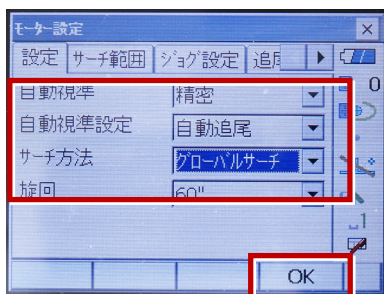 モーター設定
設定 サーチ範囲 ジョグ設定 追尾
自動視準 精密
自動視準設定 自動追尾
サーチ方法 グローバルサーチ
旋回 60"
0
1
OK